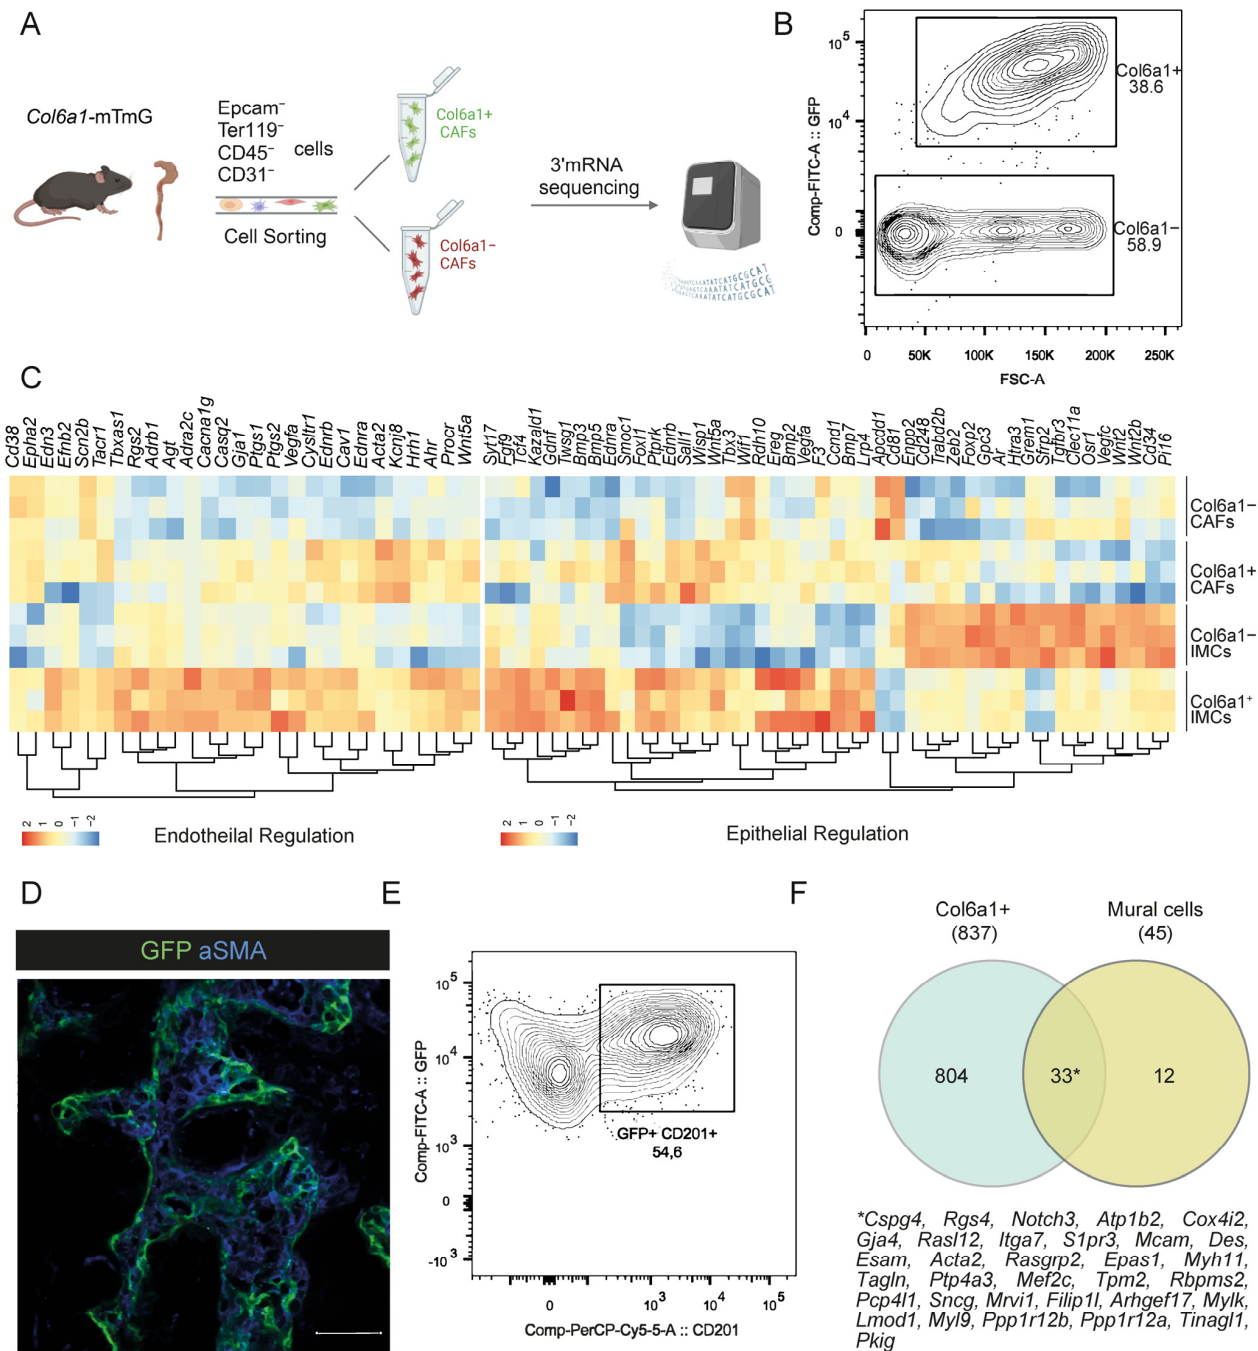 A
Col6a1-mTmG
Epcam⁻
Ter119⁻
CD45⁻
CD31⁻
cells
Cell Sorting
Col6a1+
CAFs
Col6a1−
CAFs
3'mRNA
sequencing
B
Comp-FITC-A :: GFP
10⁵
10⁴
0
Col6a1+
38.6
Col6a1−
58.9
0 50K 100K 150K 200K 250K
FSC-A
C
Cd38 Epha2 Edn3 Efnb2 Scn2b Tacr1 Tbxas1 Rgs2 Adrb1 Agt Adra2c Cacna1g Casq2 Gja1 Ptgs1 Ptgs2 Vegfa Cysltr1 Ednrb Cav1 Ednra Acta2 Kcnj8 Hrh1 Ahr Procr Wnt5a
Syt17 Fgf9 Tcf4 Kazald1 Gdnf Twsg1 Bmp3 Bmp5 Ednra Smoc1 Foxl1 Ptprk Ednrb Sall1 Wisp1 Wnt5a Tbx3 Wif1 Rdh10 Ereg Bmp2 Vegfa F3 Ccnd1 Bmp7 Lrp4 Apcdd1 Cd81 Enpp2 Cd248 Trabd2b Zeb2 Foxp2 Gpc3 Ar Htra3 Grem1 Sfrp2 Tgfbr3 Clec11a Osr1 Vegfc Wnt2 Wnt2b Cd34 Pi16
Col6a1−
CAFs
Col6a1+
CAFs
Col6a1−
IMCs
Col6a1⁺
IMCs
2 1 0 −1 −2
Endotheilal Regulation
2 1 0 −1 −2
Epithelial Regulation
D
GFP aSMA
E
Comp-FITC-A :: GFP
10⁵
10⁴
10³
0
-10³
GFP+ CD201+
54,6
0 10³ 10⁴ 10⁵
Comp-PerCP-Cy5-5-A :: CD201
F
Col6a1+
(837)
Mural cells
(45)
804
33*
12
*Cspg4, Rgs4, Notch3, Atp1b2, Cox4i2,
Gja4, Rasl12, Itga7, S1pr3, Mcam, Des,
Esam, Acta2, Rasgrp2, Epas1, Myh11,
Tagln, Ptp4a3, Mef2c, Tpm2, Rbpms2,
Pcp4l1, Sncg, Mrvi1, Filip1l, Arhgef17, Mylk,
Lmod1, Myl9, Ppp1r12b, Ppp1r12a, Tinagl1,
Pkig